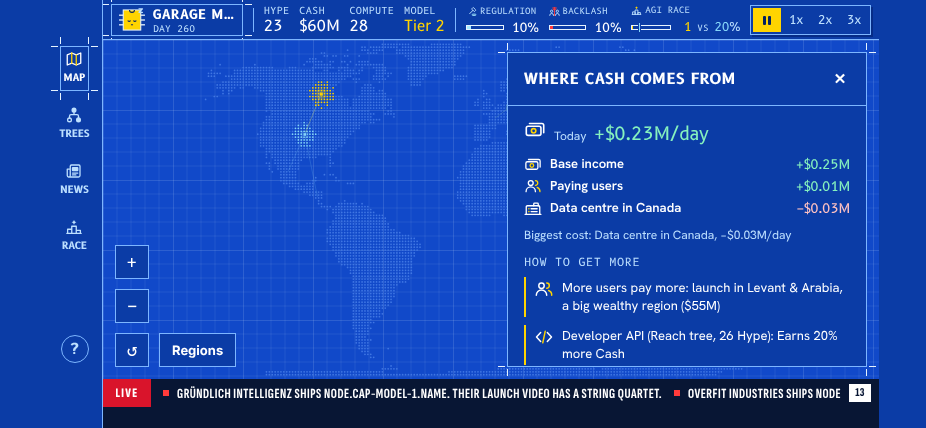 GARAGE M...
DAY 260
HYPE
23
CASH
$60M
COMPUTE
28
MODEL
Tier 2
REGULATION
10%
BACKLASH
10%
AGI RACE
1 vs 20%
1x 2x 3x
MAP
TREES
NEWS
RACE
?
+
−
↺
Regions
WHERE CASH COMES FROM
×
Today +$0.23M/day
Base income +$0.25M
Paying users +$0.01M
Data centre in Canada −$0.03M
Biggest cost: Data centre in Canada, −$0.03M/day
HOW TO GET MORE
More users pay more: launch in Levant & Arabia,
a big wealthy region ($55M)
Developer API (Reach tree, 26 Hype): Earns 20%
more Cash
LIVE
GRÜNDLICH INTELLIGENZ SHIPS NODE.CAP-MODEL-1.NAME. THEIR LAUNCH VIDEO HAS A STRING QUARTET. OVERFIT INDUSTRIES SHIPS NODE
13